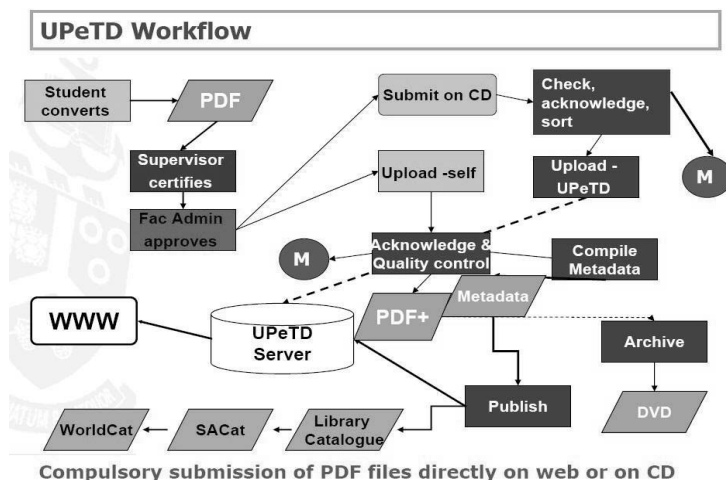 UPeTD Workflow
Student
converts
PDF
Submit on CD
Check,
acknowledge,
sort
Supervisor
certifies
Upload -self
Upload -
UPeTD
M
Fac Admin
approves
M
Acknowledge &
Quality control
Compile
Metadata
WWW
UPeTD
Server
PDF+
Metadata
Archive
Publish
DVD
WorldCat
SACat
Library
Catalogue
Compulsory submission of PDF files directly on web or on CD